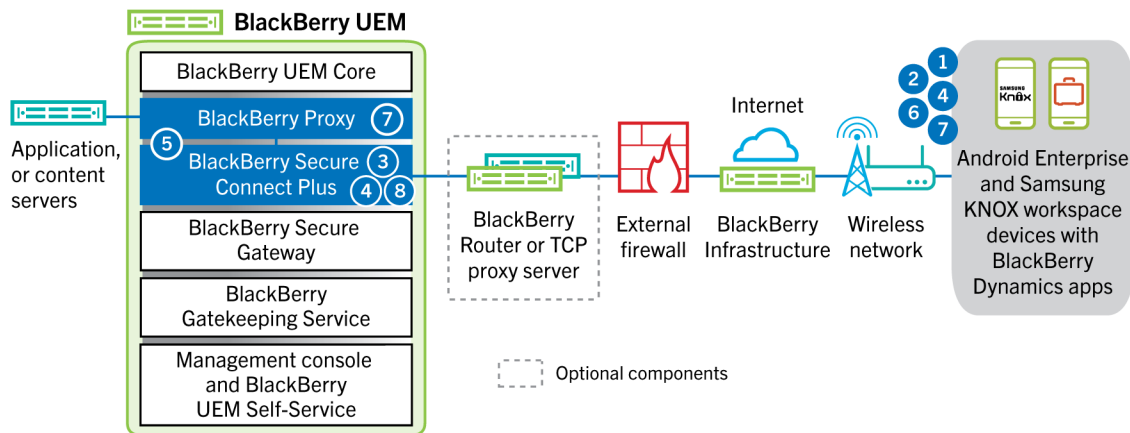 BlackBerry UEM
BlackBerry UEM Core
BlackBerry Proxy
7
5
BlackBerry Secure
Connect Plus
3
4
8
BlackBerry Secure
Gateway
BlackBerry
Gatekeeping Service
Management console
and BlackBerry
UEM Self-Service
Application,
or content
servers
BlackBerry
Router or TCP
proxy server
Optional components
External
firewall
Internet
BlackBerry
Infrastructure
Wireless
network
1
2
4
6
7
SAMSUNG
Knox
Android Enterprise
and Samsung
KNOX workspace
devices with
BlackBerry
Dynamics apps